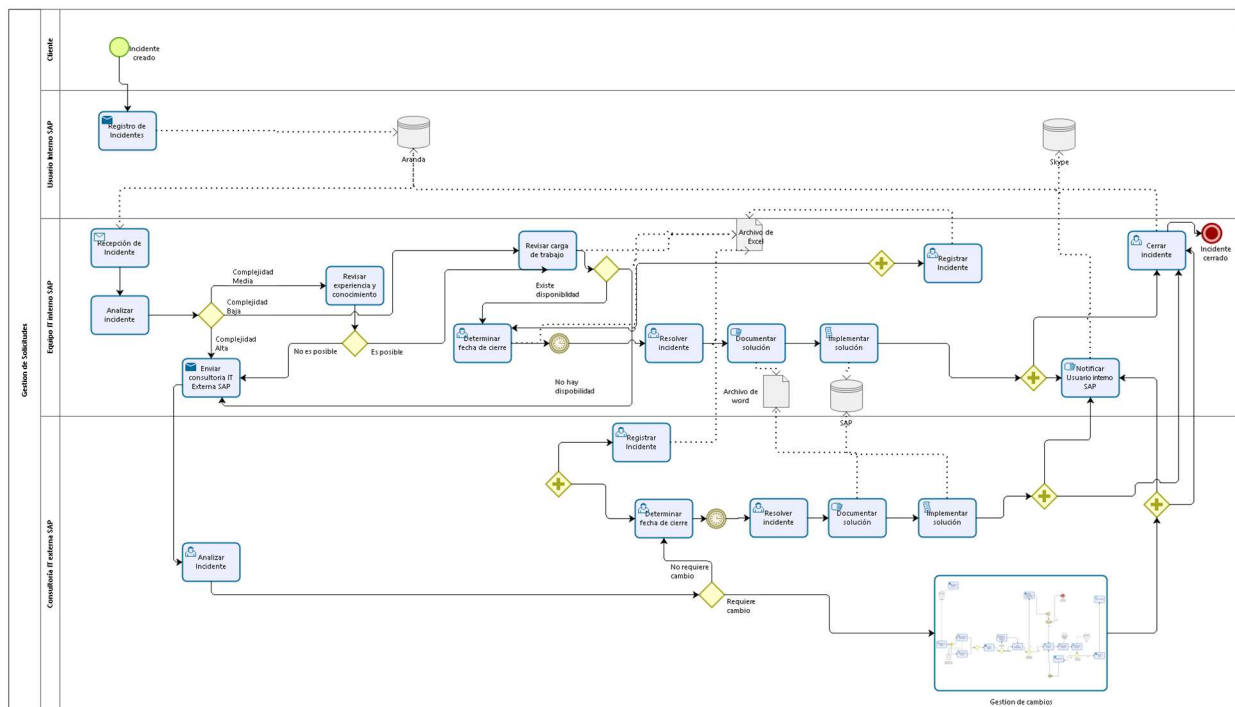 Gestion de Solicitudes
Cliente
Incidente
creado
Usuario Interno SAP
Registro de
Incidentes
Aranda
Skype
Equipo IT interno SAP
Recepción de
Incidente
Analizar
incidente
Complejidad
Media
Complejidad
Baja
Complejidad
Alta
Revisar
experiencia y
conocimiento
No es posible
Es posible
Enviar
consultoria IT
Externa SAP
Revisar carga
de trabajo
Existe
disponiblidad
No hay
dispobilidad
Determinar
fecha de cierre
Archivo de
Excel
Registrar
Incidente
Resolver
incidente
Documentar
solución
Implementar
solución
Archivo de
word
SAP
Cerrar
incidente
Incidente
cerrado
Notificar
Usuario interno
SAP
Consultoría IT externa SAP
Registrar
Incidente
Determinar
fecha de cierre
Resolver
incidente
Documentar
solución
Implementar
solución
Analizar
Incidente
No requiere
cambio
Requiere
cambio
Gestion de cambios